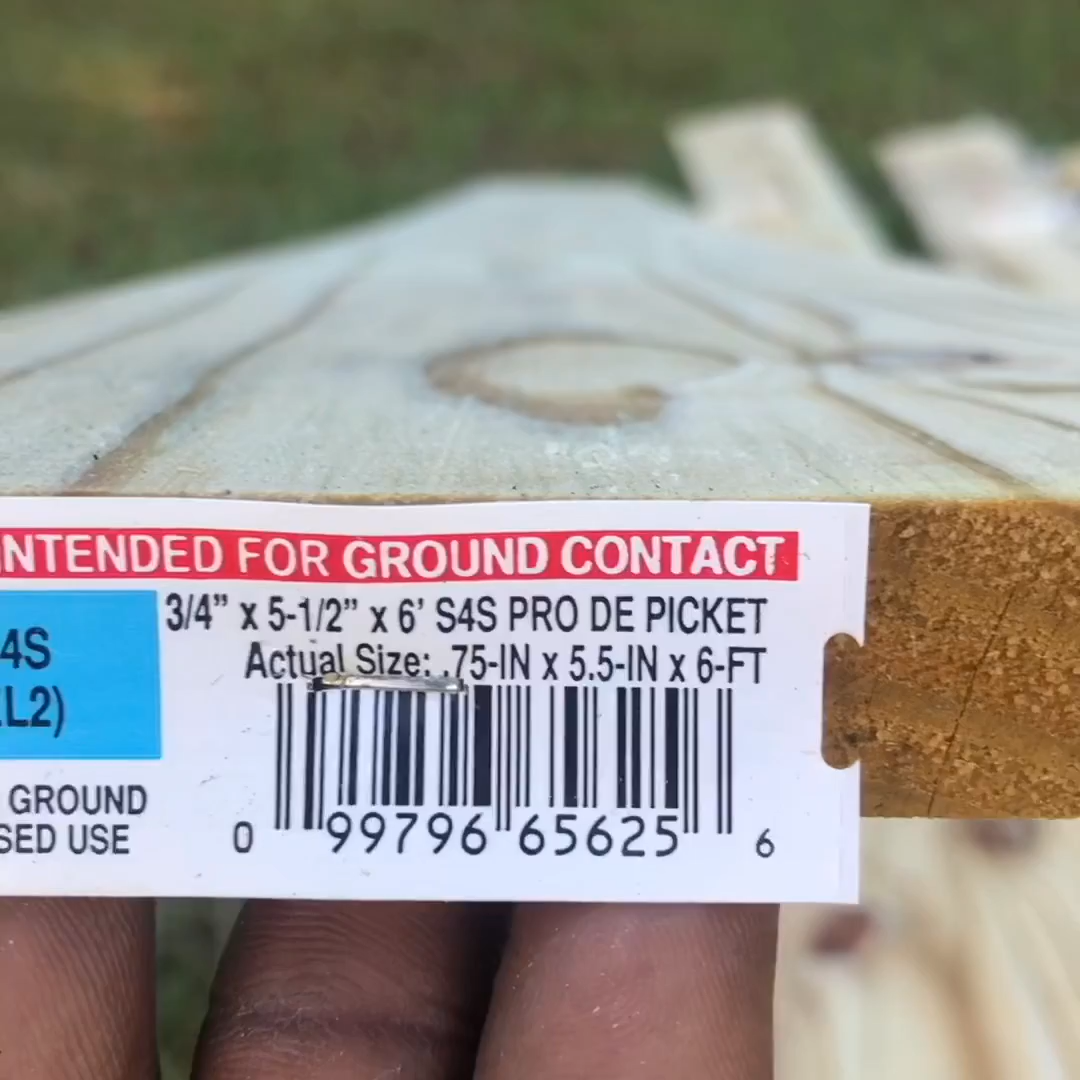 INTENDED FOR GROUND CONTACT
3/4” x 5-1/2” x 6’ S4S PRO DE PICKET
Actual Size: .75-IN x 5.5-IN x 6-FT
4S
L2)
GROUND
SED USE
0 99796 65625 6